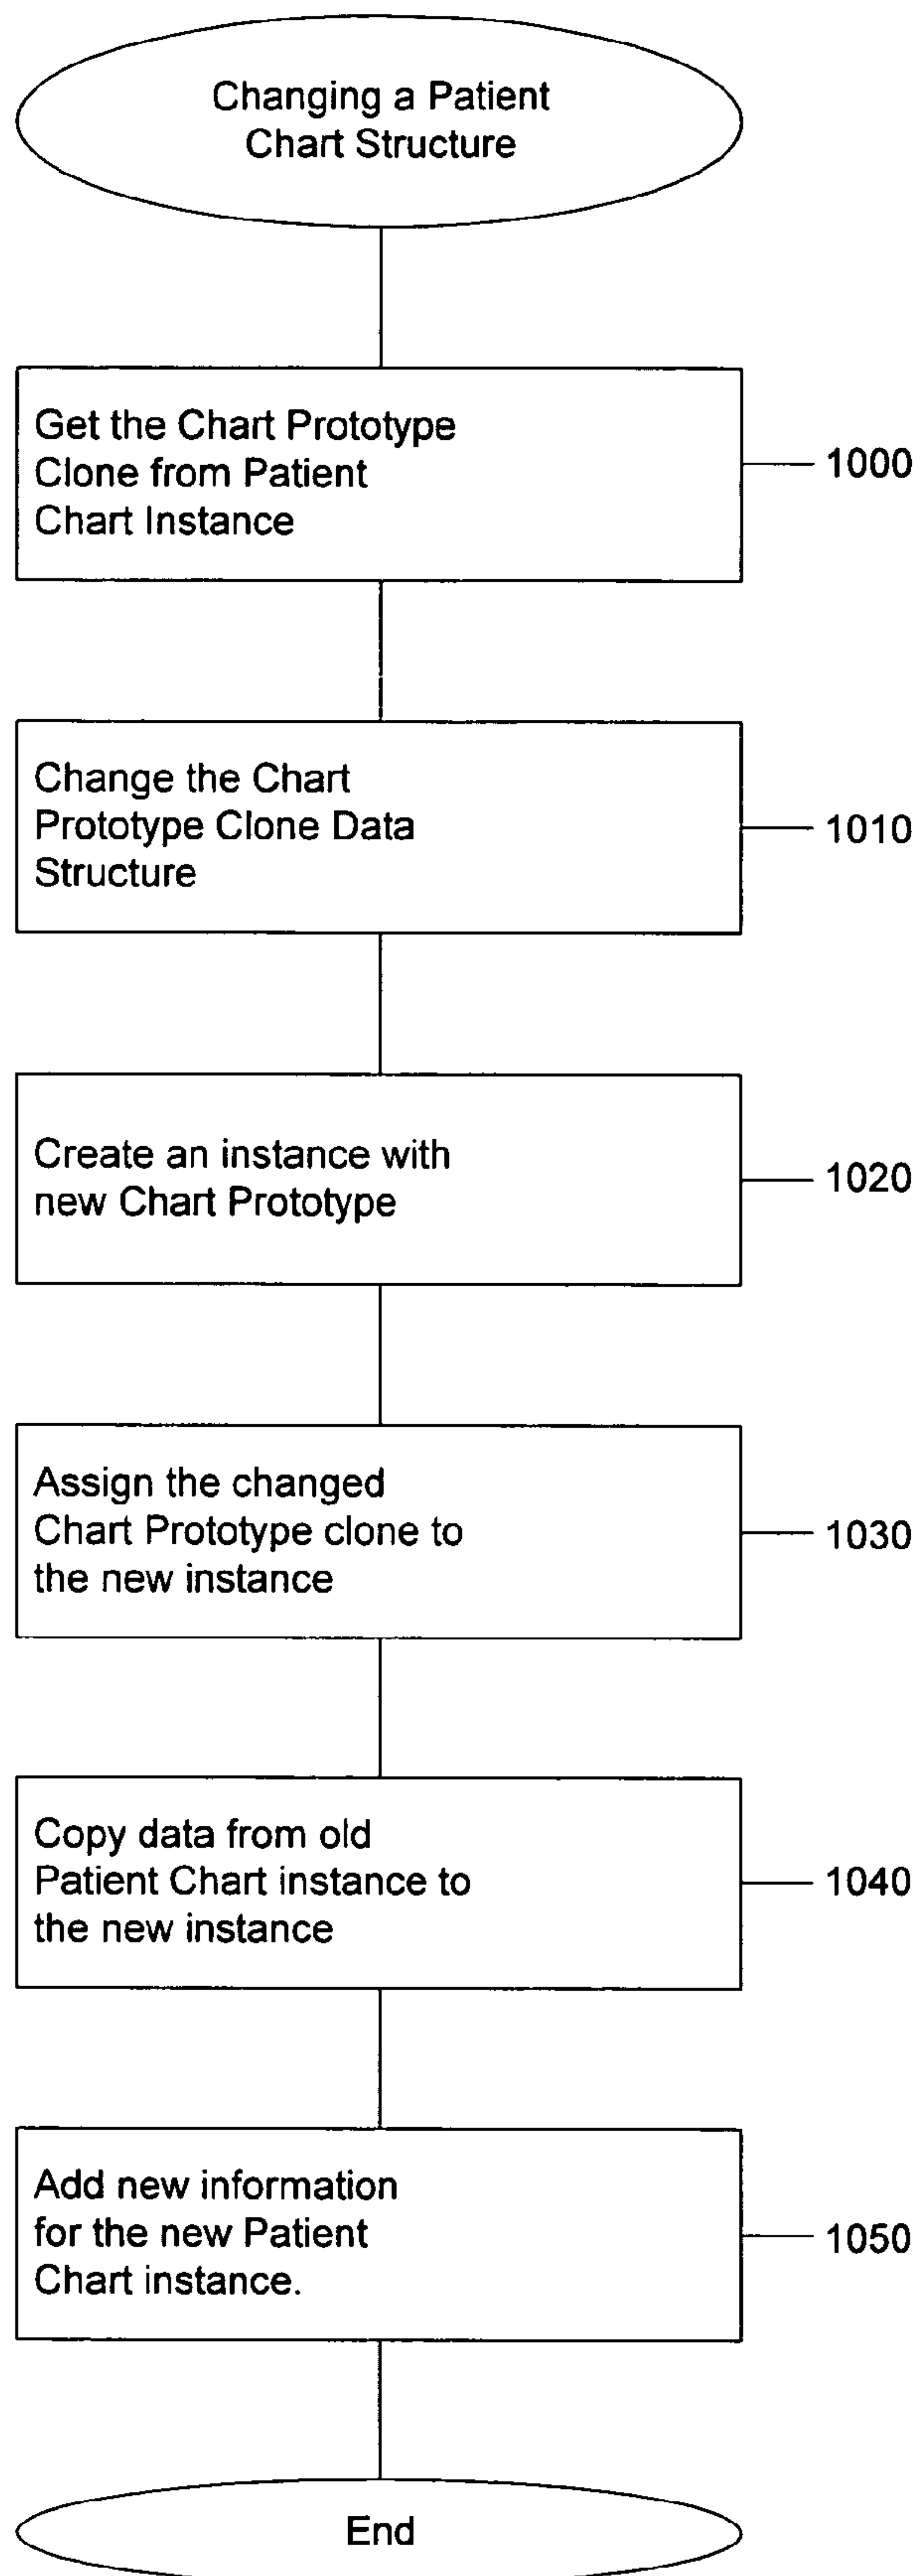 Changing a Patient
Chart Structure
Get the Chart Prototype
Clone from Patient
Chart Instance
1000
Change the Chart
Prototype Clone Data
Structure
1010
Create an instance with
new Chart Prototype
1020
Assign the changed
Chart Prototype clone to
the new instance
1030
Copy data from old
Patient Chart instance to
the new instance
1040
Add new information
for the new Patient
Chart instance.
1050
End